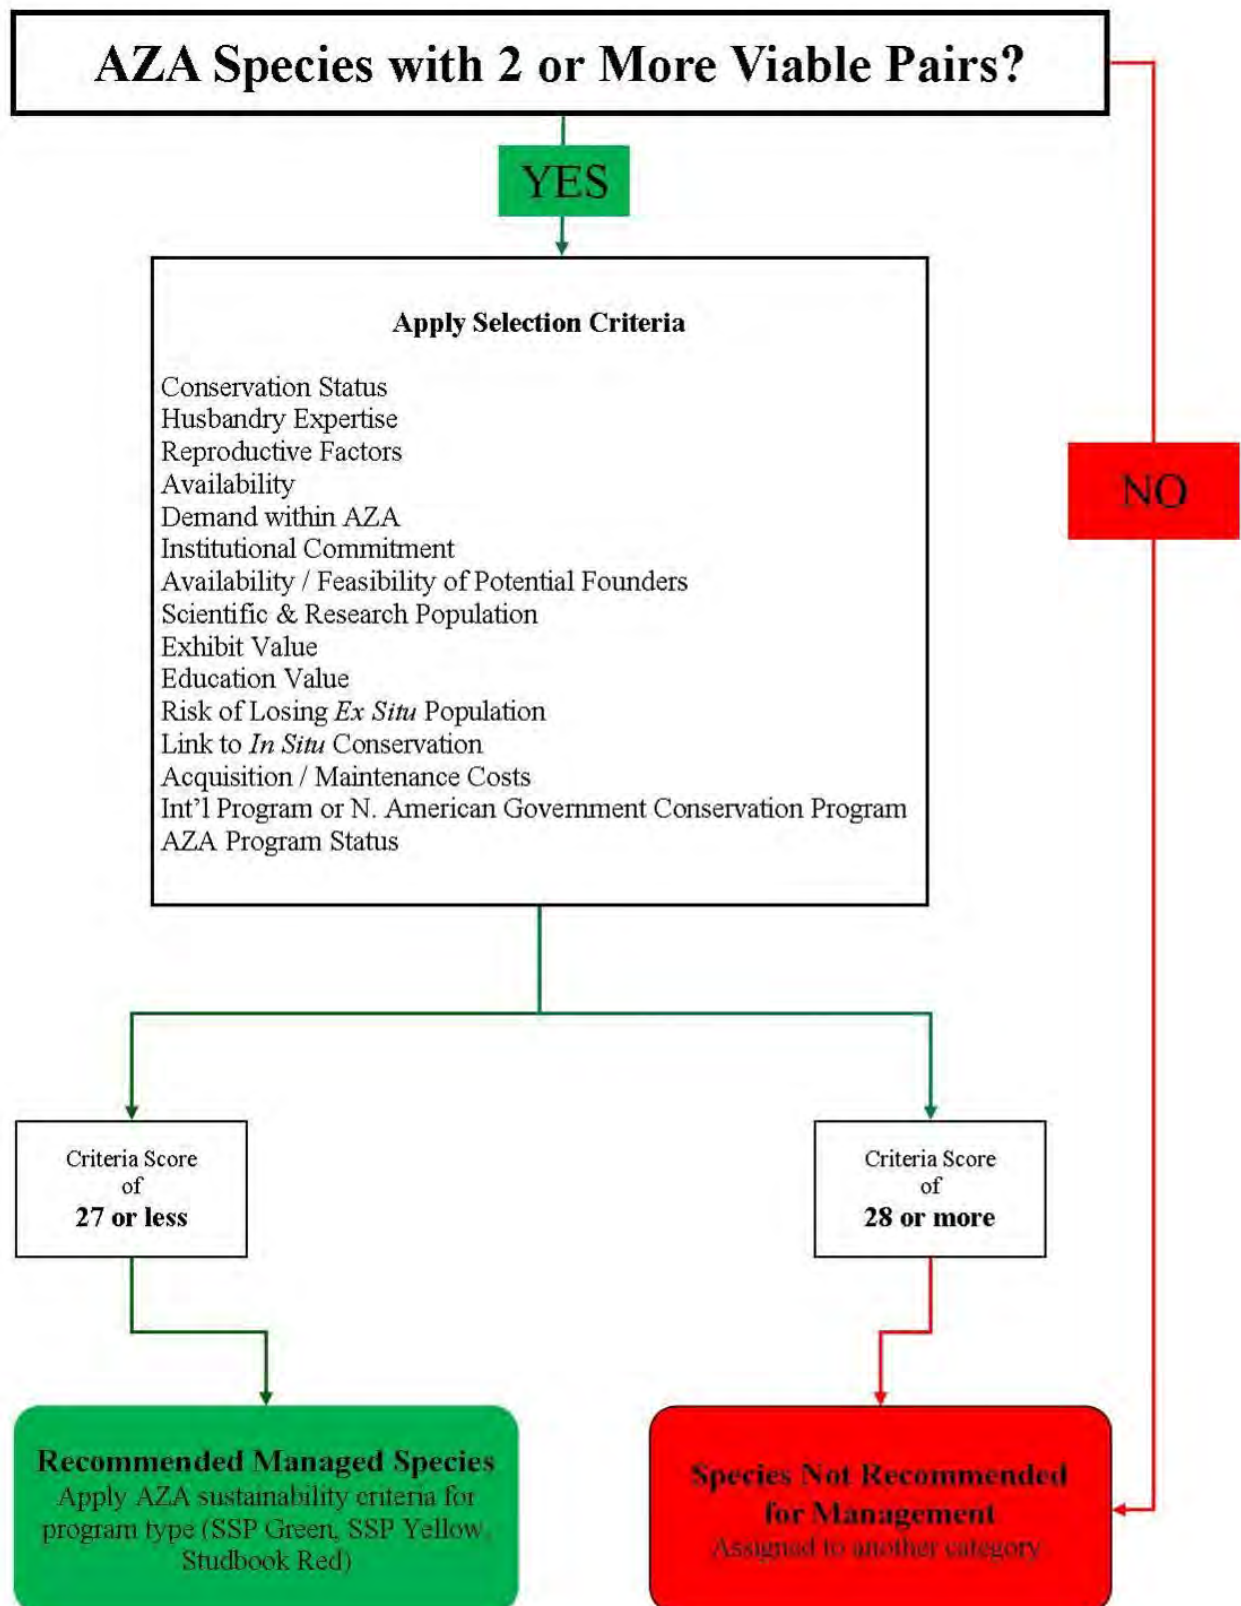 AZA Species with 2 or More Viable Pairs?
YES
Apply Selection Criteria
Conservation Status
Husbandry Expertise
Reproductive Factors
Availability
Demand within AZA
Institutional Commitment
Availability / Feasibility of Potential Founders
Scientific & Research Population
Exhibit Value
Education Value
Risk of Losing Ex Situ Population
Link to In Situ Conservation
Acquisition / Maintenance Costs
Int'l Program or N. American Government Conservation Program
AZA Program Status
NO
Criteria Score
of
27 or less
Criteria Score
of
28 or more
Recommended Managed Species
Apply AZA sustainability criteria for
program type (SSP Green, SSP Yellow,
Studbook Red)
Species Not Recommended
for Management
Assigned to another category